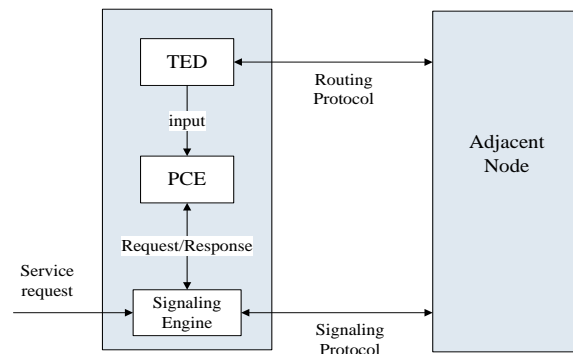 TED
Routing
Protocol
input
Adjacent
Node
PCE
Request/Response
Service
request
Signaling
Engine
Signaling
Protocol